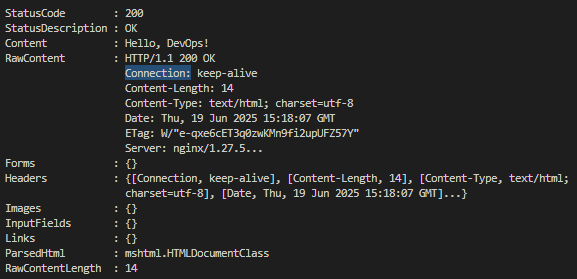 StatusCode        : 200
StatusDescription : OK
Content           : Hello, DevOps!
RawContent        : HTTP/1.1 200 OK
                    Connection: keep-alive
                    Content-Length: 14
                    Content-Type: text/html; charset=utf-8
                    Date: Thu, 19 Jun 2025 15:18:07 GMT
                    ETag: W/"e-qxe6cET3q0zwKMn9fi2upUFZ57Y"
                    Server: nginx/1.27.5...
Forms             : {}
Headers           : {[Connection, keep-alive], [Content-Length, 14], [Content-Type, text/html;
                    charset=utf-8], [Date, Thu, 19 Jun 2025 15:18:07 GMT]...}
Images            : {}
InputFields       : {}
Links             : {}
ParsedHtml        : mshtml.HTMLDocumentClass
RawContentLength  : 14